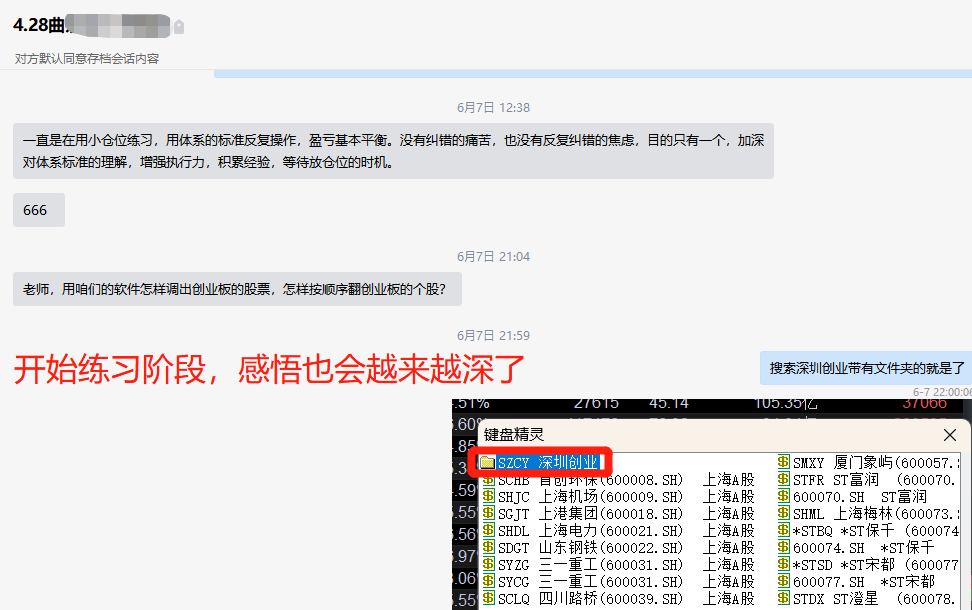 4.28曲
对方默认同意存档会话内容
6月7日 12:38
一直是在用小仓位练习，用体系的标准反复操作，盈亏基本平衡。没有纠错的痛苦，也没有反复纠错的焦虑，目的只有一个，加深
对体系标准的理解，增强执行力，积累经验，等待放仓位的时机。
666
6月7日 21:04
老师，用咱们的软件怎样调出创业板的股票，怎样按顺序翻创业板的个股？
6月7日 21:59
开始练习阶段，感悟也会越来越深了
搜索深圳创业带有文件夹的就是了
6-7 22:00:06
.51% 27615 45.14 105.35亿 37066
.60
键盘精灵
.85
SZCY 深圳创业 SMXY 厦门象屿(600057.
SCHB 首创环保(600008.SH) 上海A股 STFR ST富润 (600070.
.59 SHJC 上海机场(600009.SH) 上海A股 600070.SH ST富润
.55 SGJT 上港集团(600018.SH) 上海A股 SHML 上海梅林(600073.
.56 SHDL 上海电力(600021.SH) 上海A股 *STBQ *ST保千 (600074
.97 SDGT 山东钢铁(600022.SH) 上海A股 600074.SH *ST保千
SYZG 三一重工(600031.SH) 上海A股 *STSD *ST宋都 (600077
.06 SYCG 三一重工(600031.SH) 上海A股 600077.SH *ST宋都
.55 SCLQ 四川路桥(600039.SH) 上海A股 STDX ST澄星 (600078.